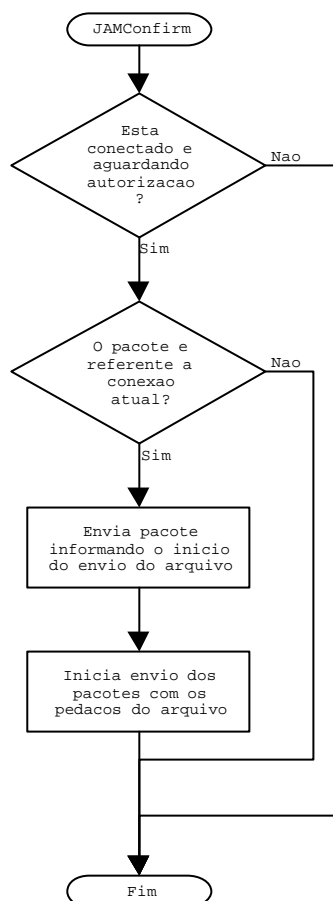 JAMConfirm
Esta
conectado e
aguardando
autorizacao
?
Nao
Sim
O pacote e
referente a
conexao
atual?
Nao
Sim
Envia pacote
informando o inicio
do envio do arquivo
Inicia envio dos
pacotes com os
pedacos do arquivo
Fim